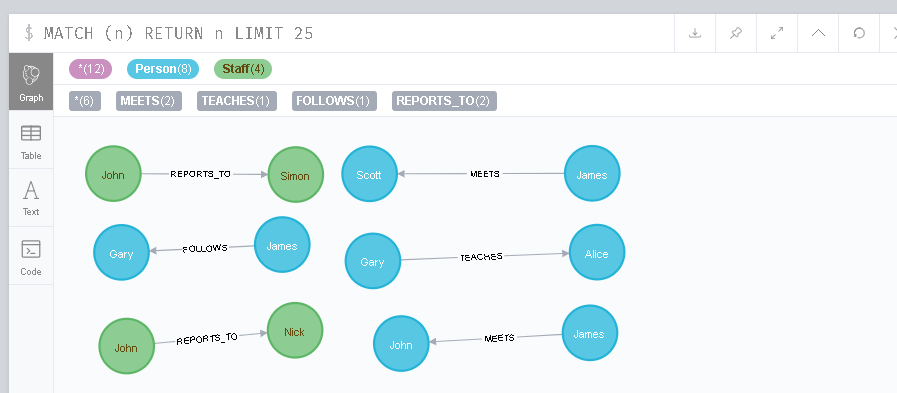 $ MATCH (n) RETURN n LIMIT 25
*(12) Person(8) Staff(4)
*(6) MEETS(2) TEACHES(1) FOLLOWS(1) REPORTS_TO(2)
Graph
Table
Text
Code
John REPORTS_TO Simon
Scott MEETS James
Gary FOLLOWS James
Gary TEACHES Alice
John REPORTS_TO Nick
John MEETS James